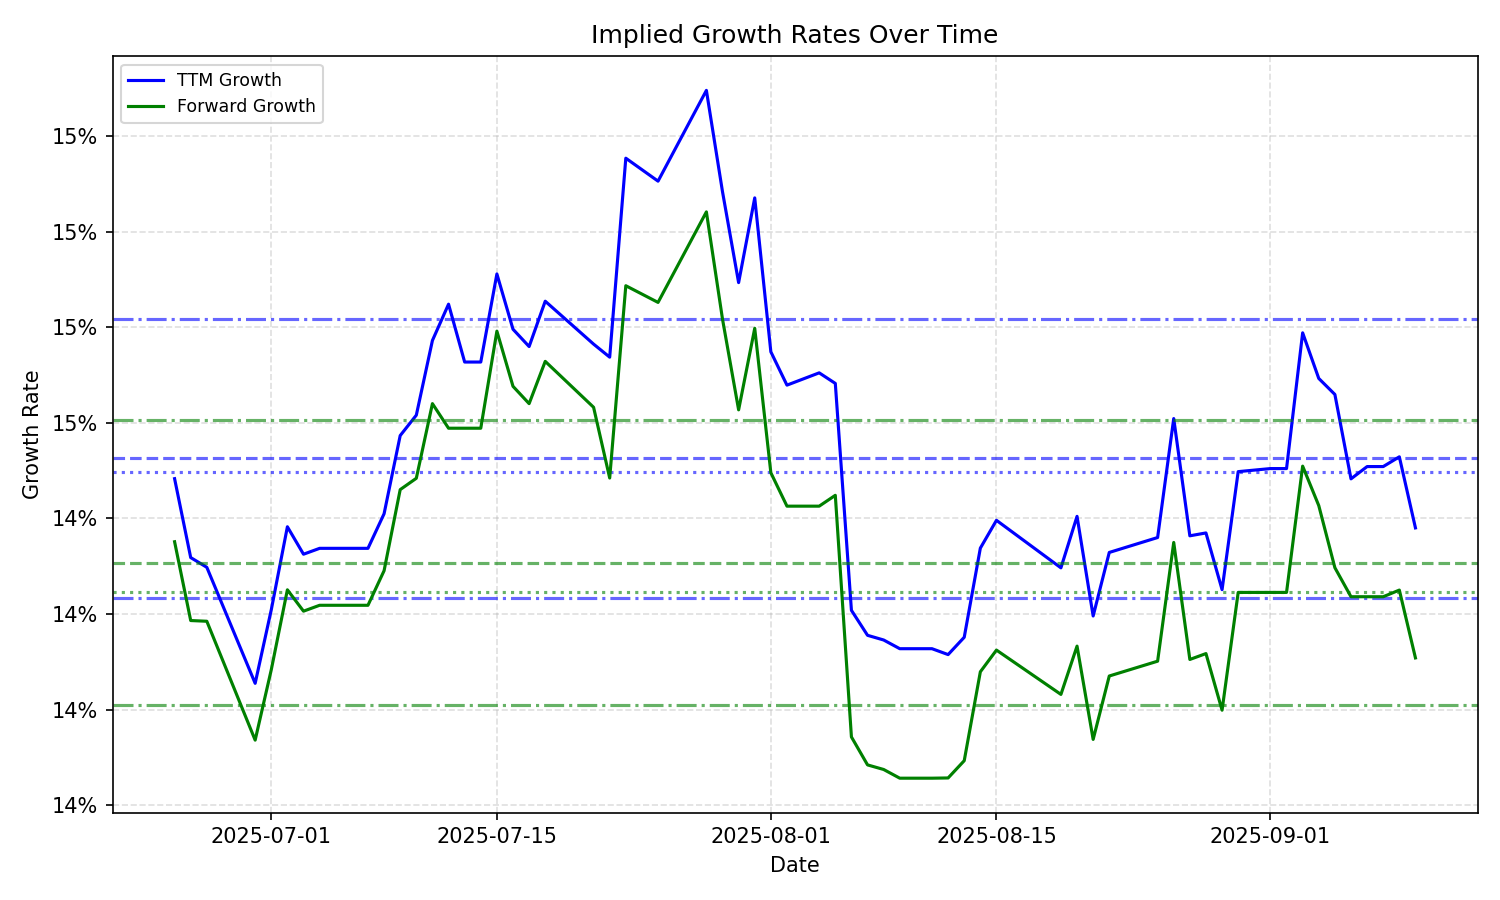 Implied Growth Rates Over Time
TTM Growth
Forward Growth
15%
15%
15%
15%
14%
14%
14%
14%
Growth Rate
2025-07-01
2025-07-15
2025-08-01
2025-08-15
2025-09-01
Date